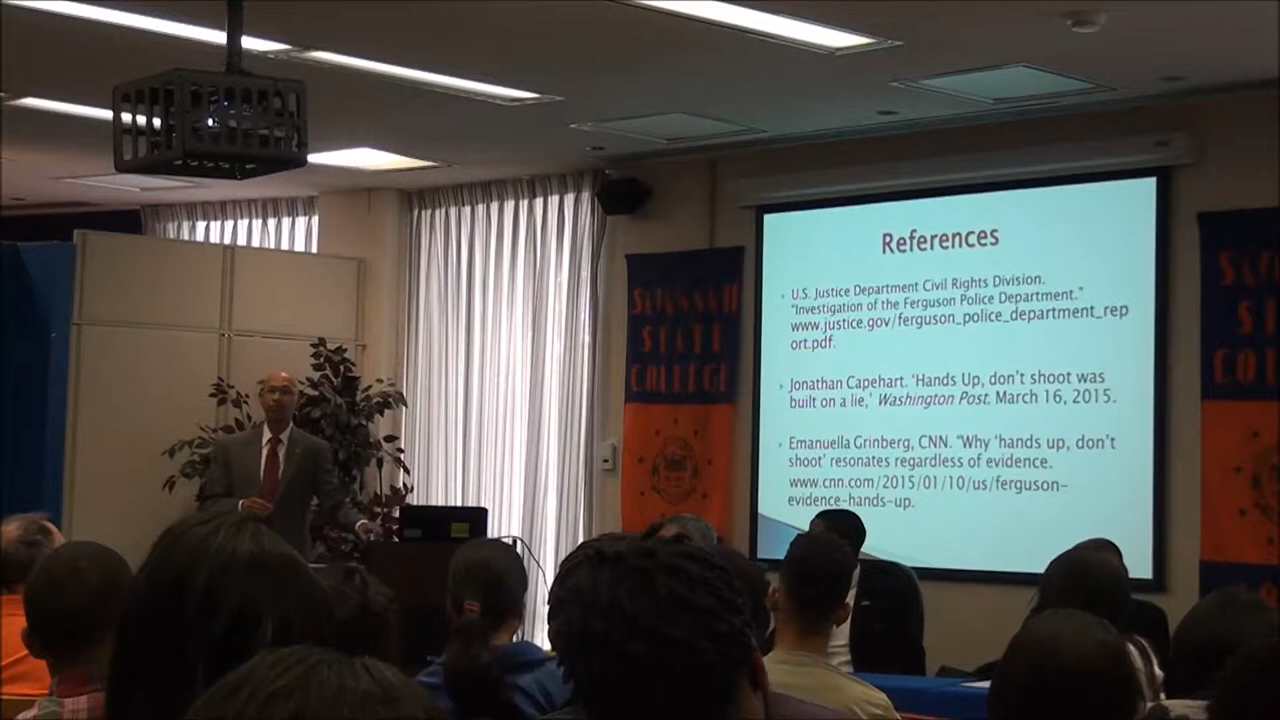 References
U.S. Justice Department Civil Rights Division.
"Investigation of the Ferguson Police Department."
www.justice.gov/ferguson_police_department_rep
ort.pdf.
Jonathan Capehart. 'Hands Up, don't shoot was
built on a lie,' Washington Post. March 16, 2015.
Emanuella Grinberg, CNN. "Why 'hands up, don't
shoot' resonates regardless of evidence.
www.cnn.com/2015/01/10/us/ferguson-
evidence-hands-up.
SAVANNAH
STATE
COLLEGE